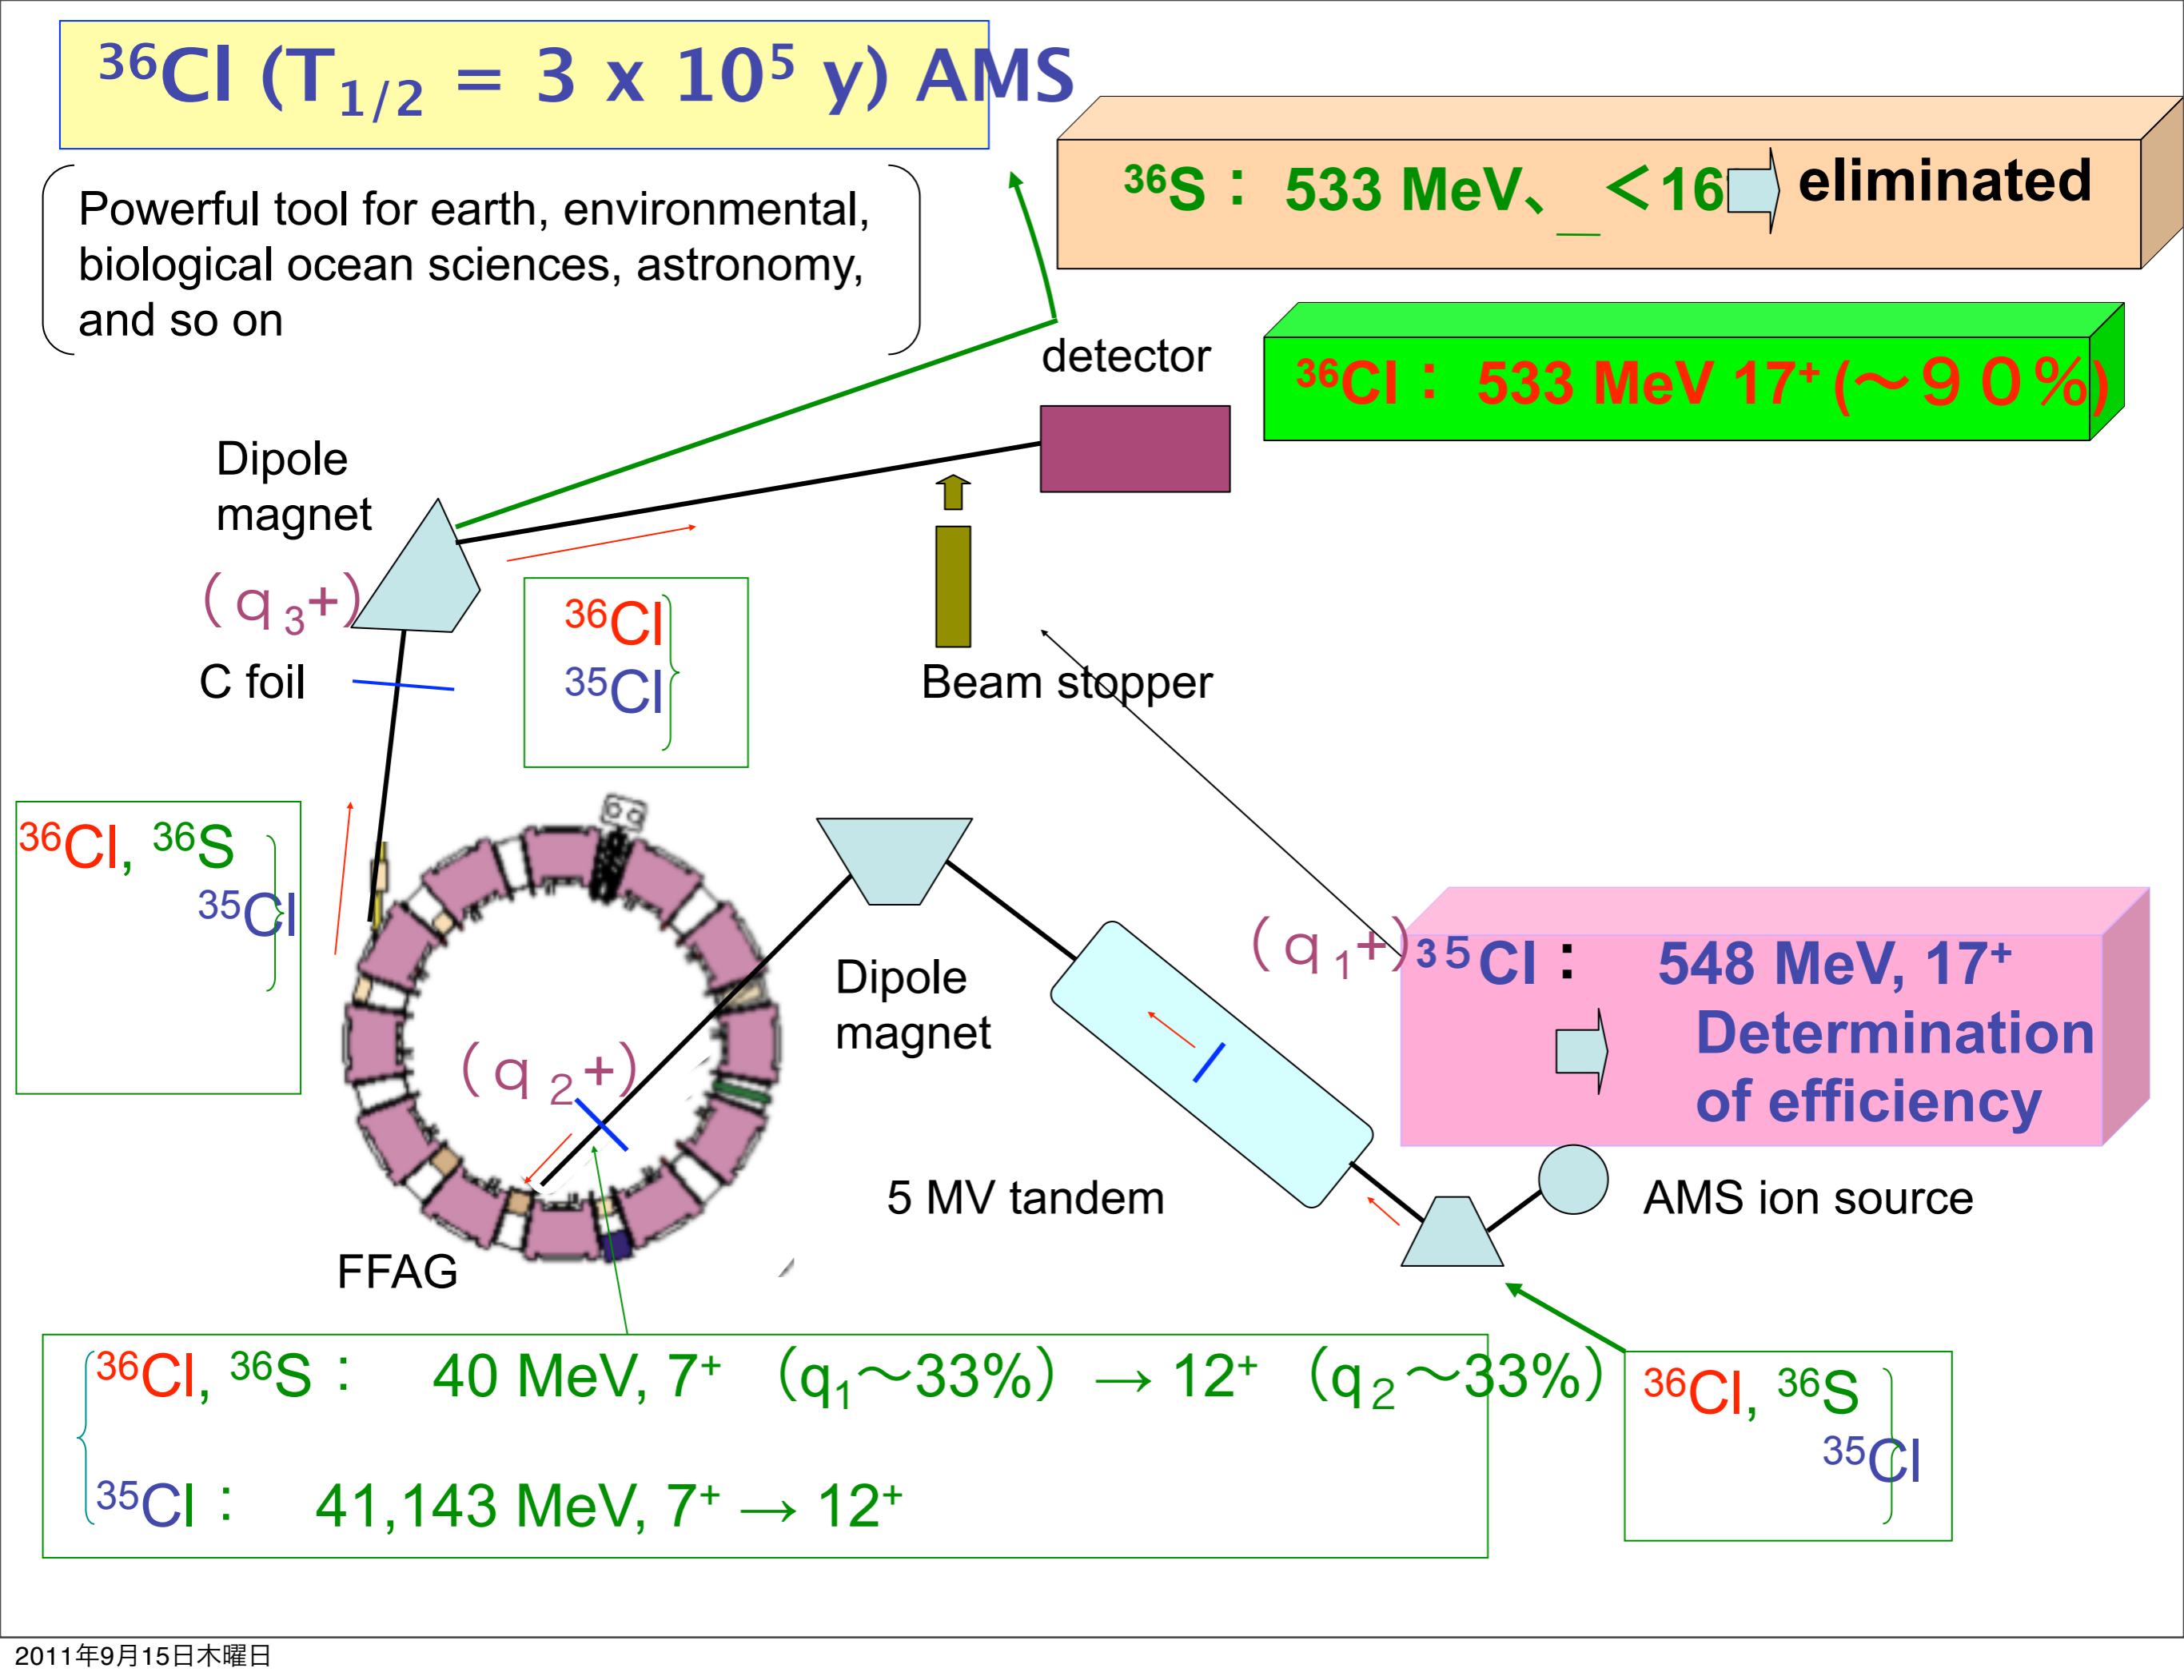 ³⁶Cl (T₁/₂ = 3 x 10⁵ y) AMS
Powerful tool for earth, environmental,
biological ocean sciences, astronomy,
and so on
³⁶S： 533 MeV、_ ＜16
eliminated
³⁶Cl： 533 MeV 17⁺ (～９０%)
detector
Dipole
magnet
（ｑ₃+）
C foil
³⁶Cl
³⁵Cl
Beam stopper
³⁶Cl, ³⁶S
³⁵Cl
（ｑ₁+）
³⁵Cl： 548 MeV, 17⁺
Determination
of efficiency
Dipole
magnet
（ｑ₂+）
5 MV tandem
AMS ion source
FFAG
³⁶Cl, ³⁶S： 40 MeV, 7⁺ （q₁～33%）→ 12⁺ （q₂～33%）
³⁵Cl： 41,143 MeV, 7⁺ → 12⁺
³⁶Cl, ³⁶S
³⁵Cl
2011年9月15日木曜日